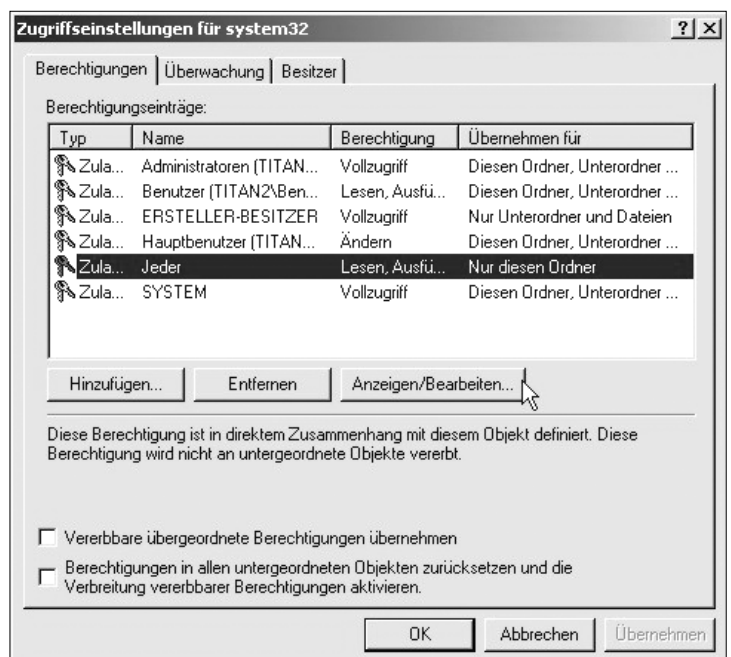 Zugriffseinstellungen für system32
Berechtigungen Überwachung Besitzer
Berechtigungseinträge:
Typ Name Berechtigung Übernehmen für
Zula... Administratoren (TITAN... Vollzugriff Diesen Ordner, Unterordner ...
Zula... Benutzer (TITAN2\Ben... Lesen, Ausfü... Diesen Ordner, Unterordner ...
Zula... ERSTELLER-BESITZER Vollzugriff Nur Unterordner und Dateien
Zula... Hauptbenutzer (TITAN... Ändern Diesen Ordner, Unterordner ...
Zula... Jeder Lesen, Ausfü... Nur diesen Ordner
Zula... SYSTEM Vollzugriff Diesen Ordner, Unterordner ...
Hinzufügen... Entfernen Anzeigen/Bearbeiten...
Diese Berechtigung ist in direktem Zusammenhang mit diesem Objekt definiert. Diese
Berechtigung wird nicht an untergeordnete Objekte vererbt.
Vererbbare übergeordnete Berechtigungen übernehmen
Berechtigungen in allen untergeordneten Objekten zurücksetzen und die
Verbreitung vererbbarer Berechtigungen aktivieren.
OK Abbrechen Übernehmen